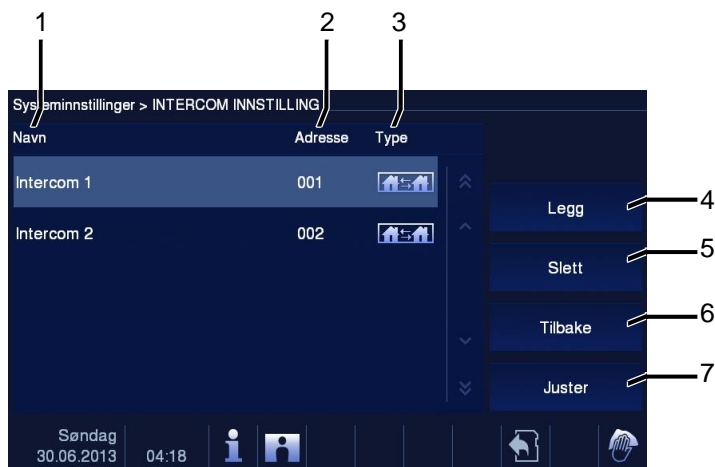 1 2 3
Systeminnstillinger > INTERCOM INNSTILLING
Navn Adresse Type
Intercom 1 001
Legg 4
Intercom 2 002
5
Slett
6
Tilbake
7
Juster
Søndag
30.06.2013 04:18